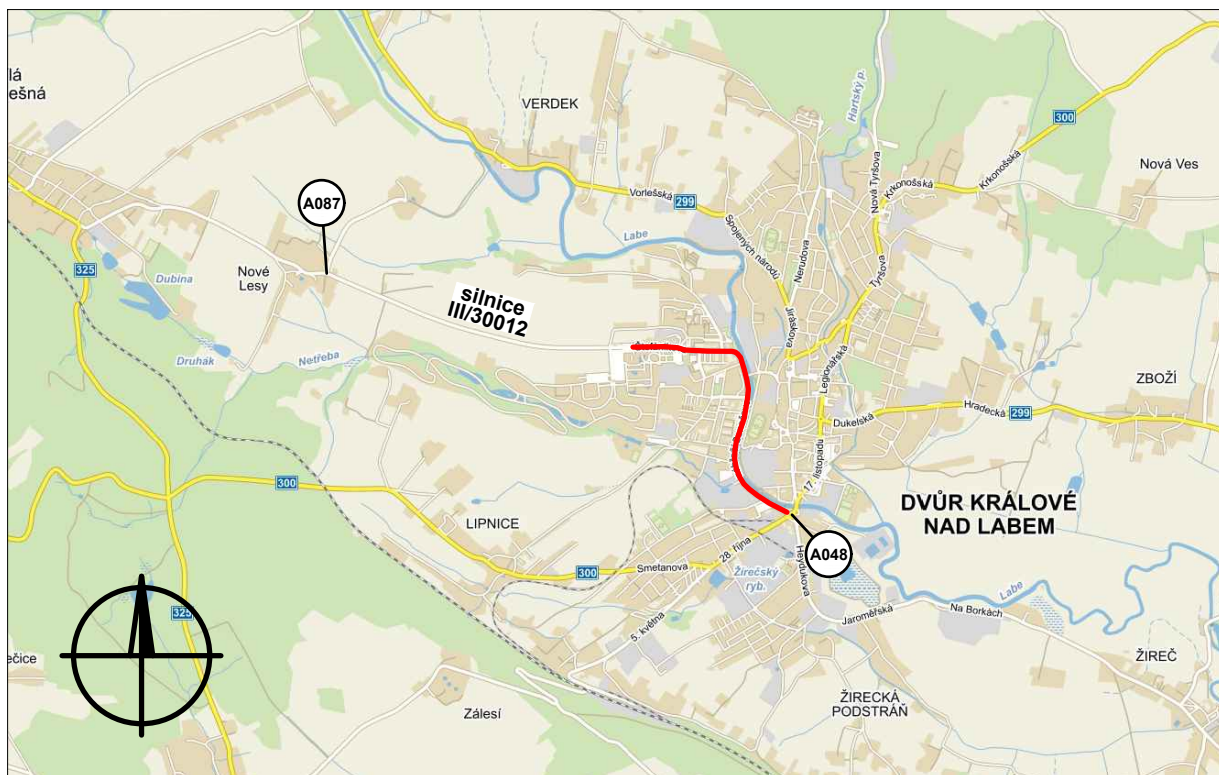 lá
ešná
VERDEK
Hartský p.
300
Krkonošská
Krkonošská
Nová Ves
Nová Tyršova
Vorlešská
299
A087
Labe
Spojených národů
Nerudova
Tyršova
325
Nové
Lesy
Dubina
silnice
III/30012
Jiráskova
Druhák
Netřeba
Legionářská
ZBOŽÍ
Hradecká
299
Dukelská
17. listopadu
300
LIPNICE
DVŮR KRÁLOVÉ
NAD LABEM
A048
28. října
Smetanova
300
Žirečský
ryb.
Heydukova
Labe
325
5. května
Jaroměřská
Na Borkách
ečice
ŽIREČ
Zálesí
ŽIRECKÁ
PODSTRÁŇ